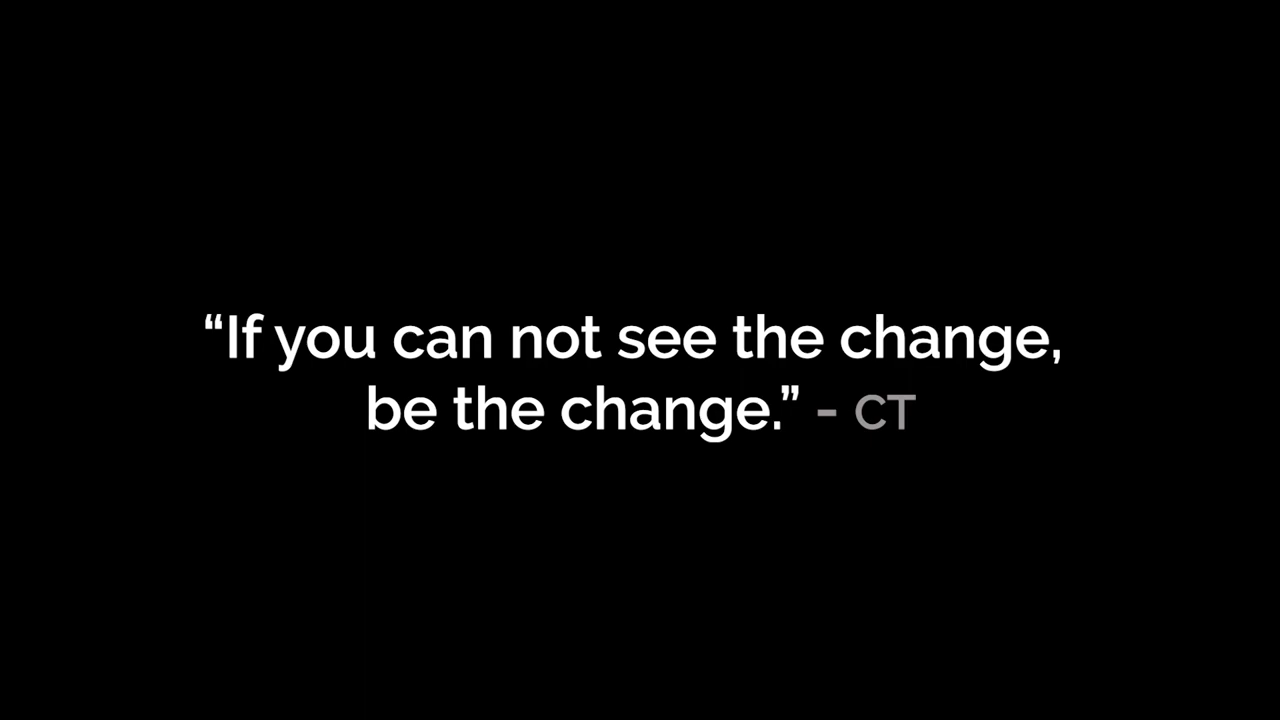 “If you can not see the change,
be the change.” - CT